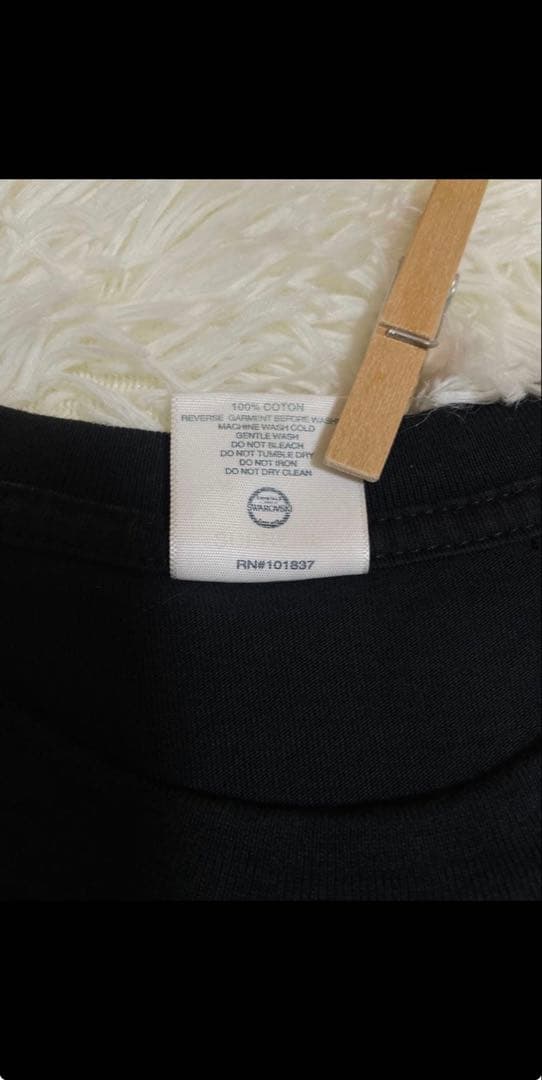 100% COTON
REVERSE GARMENT BEFORE WASH
MACHINE WASH COLD
GENTLE WASH
DO NOT BLEACH
DO NOT TUMBLE DRY
DO NOT IRON
DO NOT DRY CLEAN
SWAROVSKI
RN#101837